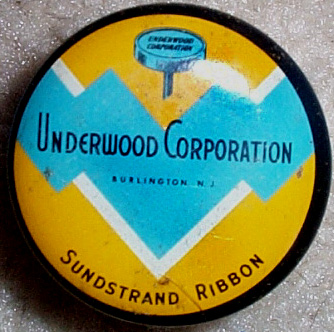 UNDERWOOD
CORPORATION
UNDERWOOD CORPORATION
BURLINGTON N.J.
SUNDSTRAND RIBBON